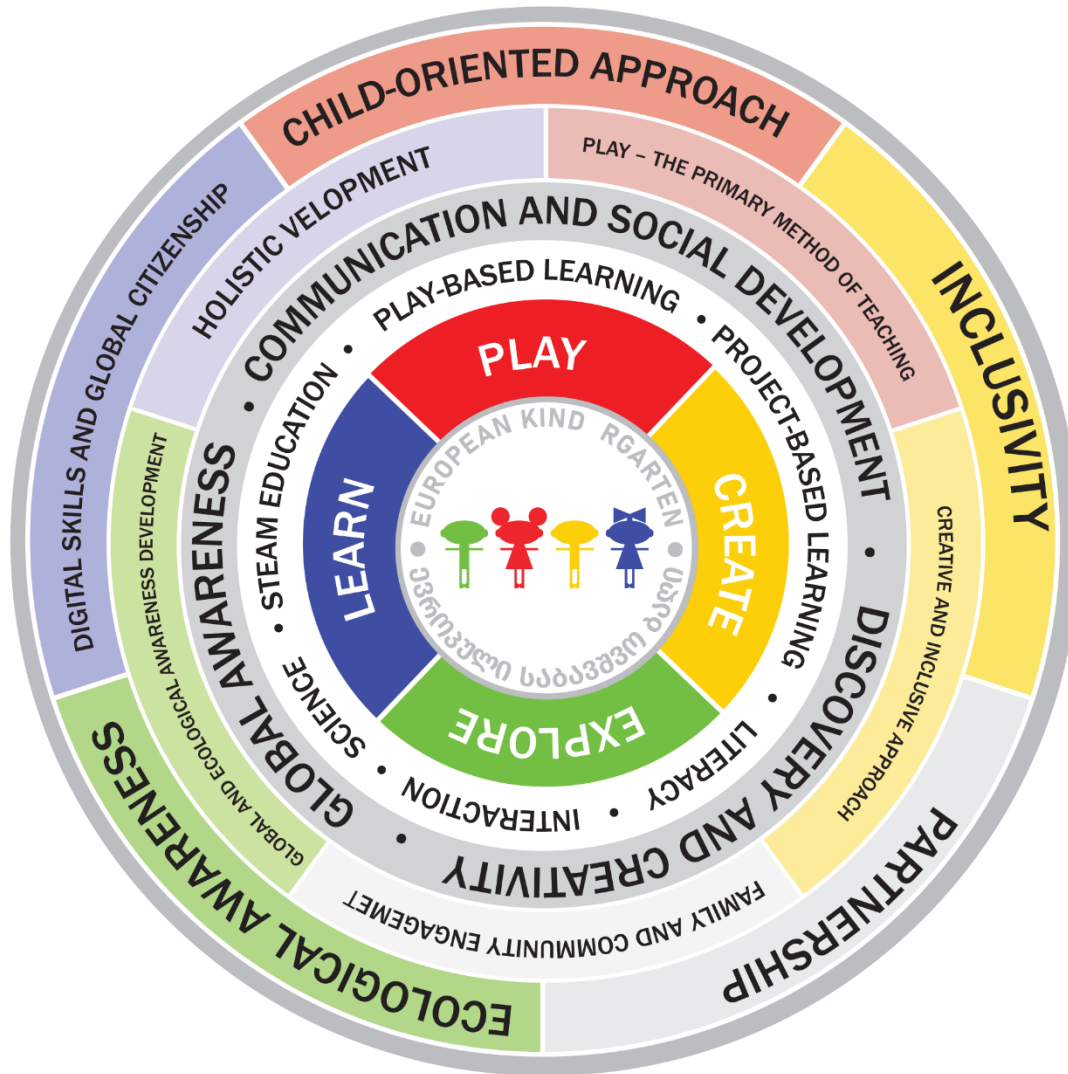 CHILD-ORIENTED APPROACH
INCLUSIVITY
PARTNERSHIP
ECOLOGICAL AWARENESS
DIGITAL SKILLS AND GLOBAL CITIZENSHIP
HOLISTIC VELOPMENT
PLAY – THE PRIMARY METHOD OF TEACHING
CREATIVE AND INCLUSIVE APPROACH
FAMILY AND COMMUNITY ENGAGEMET
GLOBAL AND ECOLOGICAL AWARENESS DEVELOPMENT
• COMMUNICATION AND SOCIAL DEVELOPMENT • DISCOVERY AND CREATIVITY • GLOBAL AWARENESS
• PLAY-BASED LEARNING • PROJECT-BASED LEARNING • LITERACY • INTERACTION • SCIENCE • STEAM EDUCATION
PLAY
CREATE
EXPLORE
LEARN
EUROPEAN KIND RGARTEN
ევროპული საბავშვო ბაღი